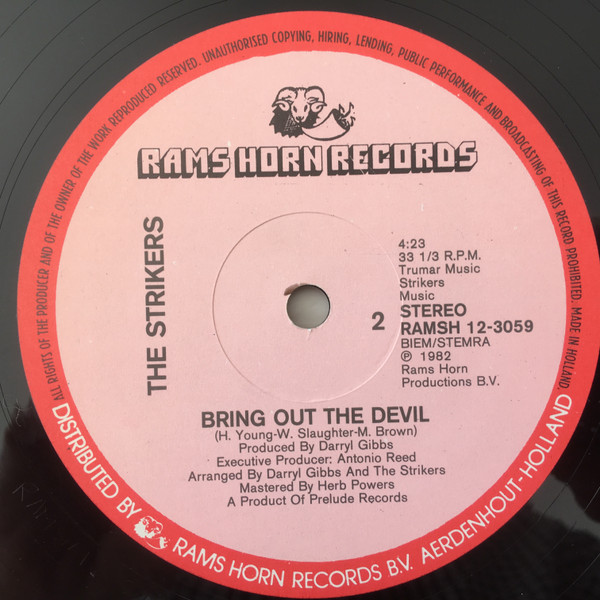 ALL RIGHTS OF THE PRODUCER AND OF THE OWNER OF THE WORK REPRODUCED RESERVED. UNAUTHORISED COPYING, HIRING, LENDING, PUBLIC PERFORMANCE AND BROADCASTING OF THIS RECORD PROHIBITED. MADE IN HOLLAND.
RAMS HORN RECORDS
THE STRIKERS
4:23
33 1/3 R.P.M.
Trumar Music
Strikers
Music
2
STEREO
RAMSH 12-3059
BIEM/STEMRA
℗ 1982
Rams Horn
Productions B.V.
BRING OUT THE DEVIL
(H. Young-W. Slaughter-M. Brown)
Produced By Darryl Gibbs
Executive Producer: Antonio Reed
Arranged By Darryl Gibbs And The Strikers
Mastered By Herb Powers
A Product Of Prelude Records
DISTRIBUTED BY RAMS HORN RECORDS B.V. AERDENHOUT-HOLLAND